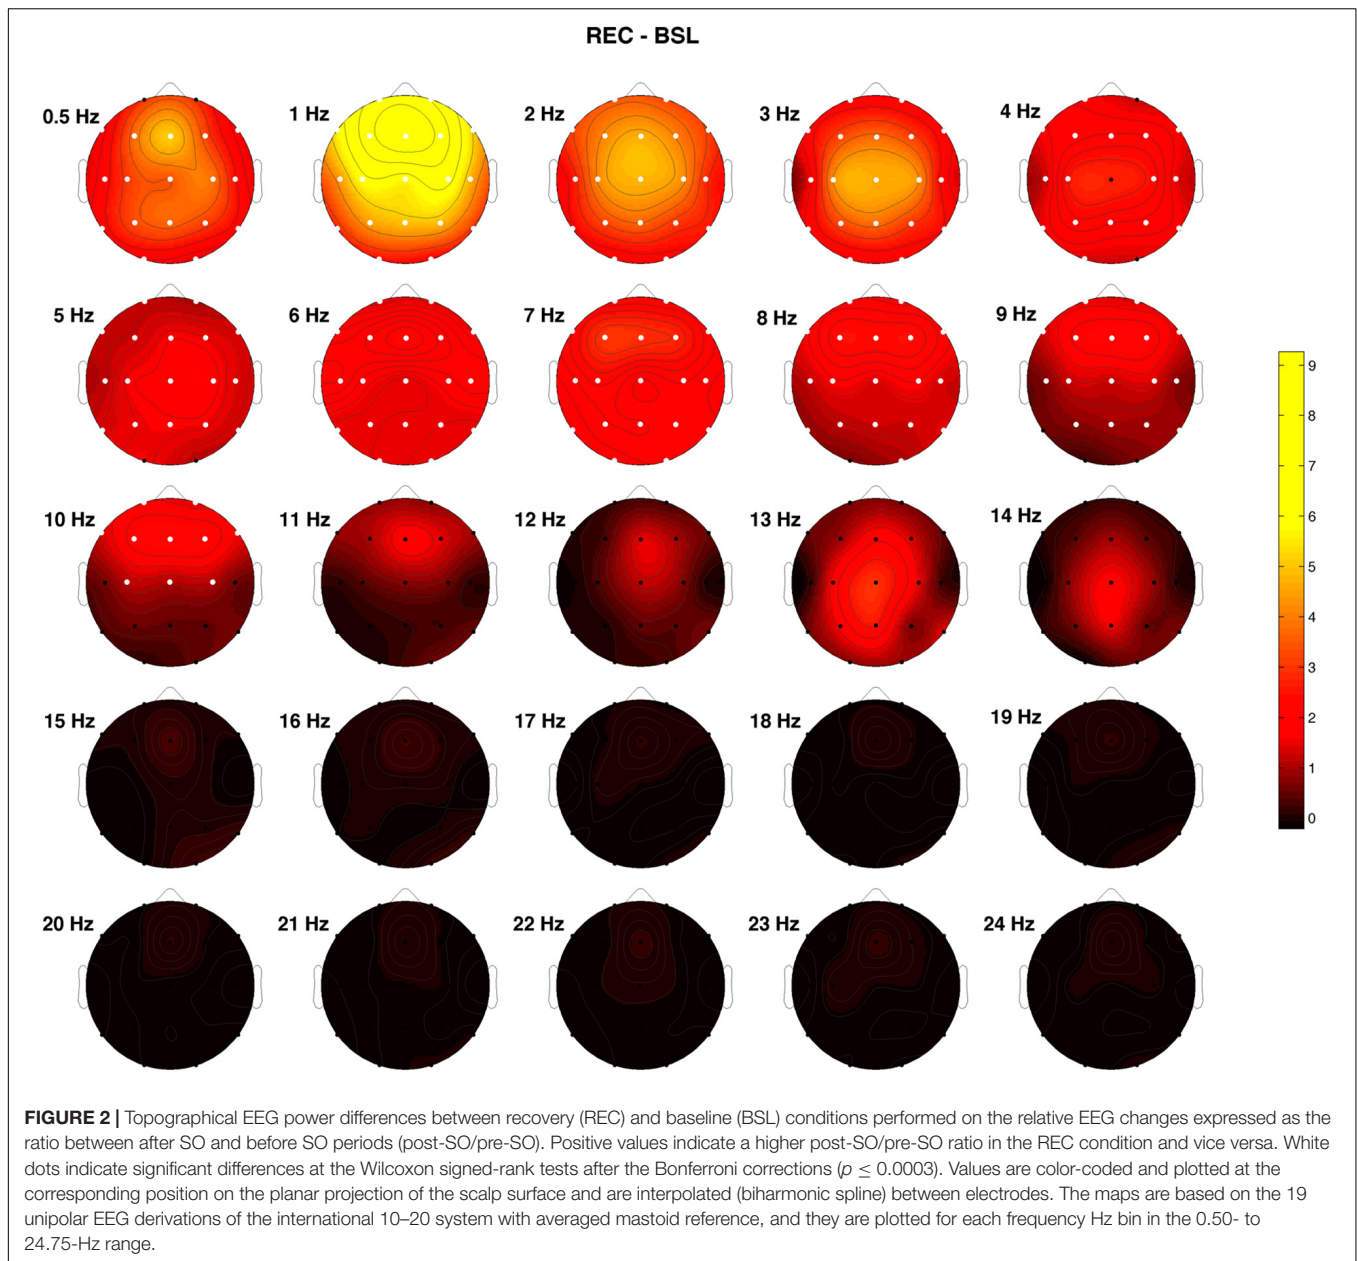 REC - BSL
0.5 Hz
1 Hz
2 Hz
3 Hz
4 Hz
5 Hz
6 Hz
7 Hz
8 Hz
9 Hz
10 Hz
11 Hz
12 Hz
13 Hz
14 Hz
15 Hz
16 Hz
17 Hz
18 Hz
19 Hz
20 Hz
21 Hz
22 Hz
23 Hz
24 Hz
9
8
7
6
5
4
3
2
1
0
FIGURE 2 | Topographical EEG power differences between recovery (REC) and baseline (BSL) conditions performed on the relative EEG changes expressed as the
ratio between after SO and before SO periods (post-SO/pre-SO). Positive values indicate a higher post-SO/pre-SO ratio in the REC condition and vice versa. White
dots indicate significant differences at the Wilcoxon signed-rank tests after the Bonferroni corrections (p ≤ 0.0003). Values are color-coded and plotted at the
corresponding position on the planar projection of the scalp surface and are interpolated (biharmonic spline) between electrodes. The maps are based on the 19
unipolar EEG derivations of the international 10–20 system with averaged mastoid reference, and they are plotted for each frequency Hz bin in the 0.50- to
24.75-Hz range.